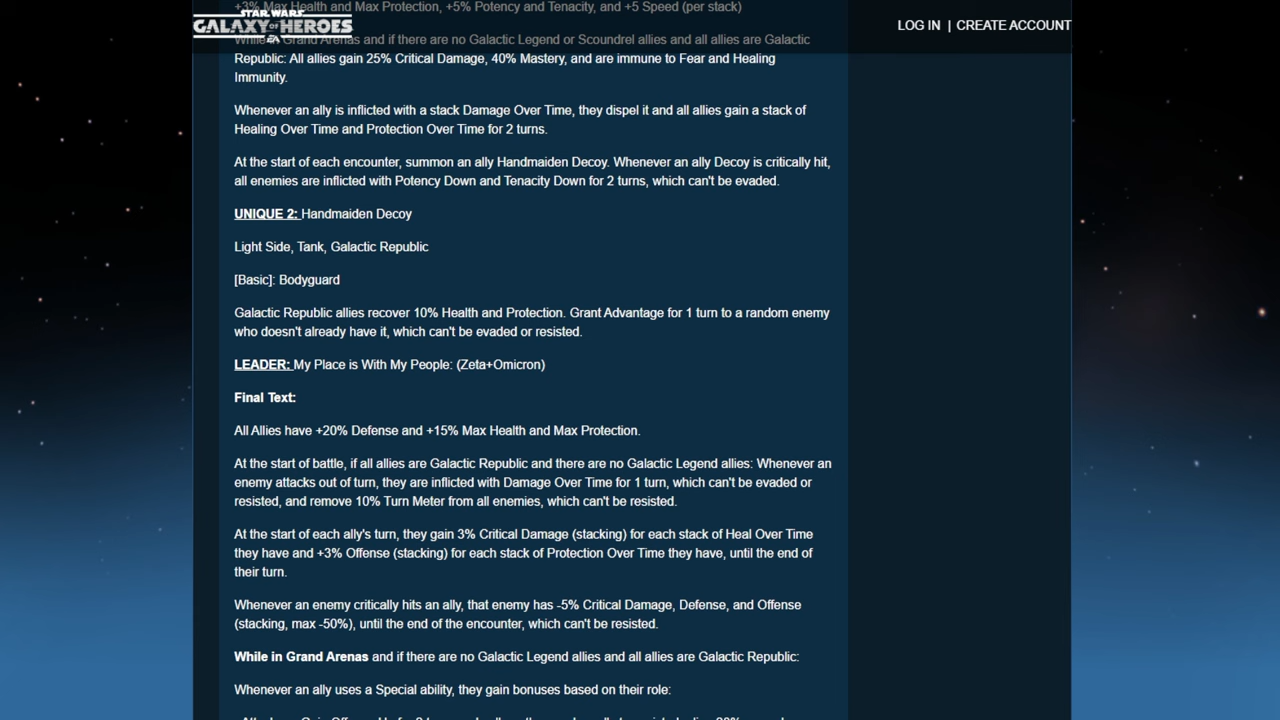 +3% Max Health and Max Protection, +5% Potency and Tenacity, and +5 Speed (per stack)
STAR WARS
GALAXY OF HEROES
EA
LOG IN | CREATE ACCOUNT
While in Grand Arenas and if there are no Galactic Legend or Scoundrel allies and all allies are Galactic
Republic: All allies gain 25% Critical Damage, 40% Mastery, and are immune to Fear and Healing
Immunity.
Whenever an ally is inflicted with a stack Damage Over Time, they dispel it and all allies gain a stack of
Healing Over Time and Protection Over Time for 2 turns.
At the start of each encounter, summon an ally Handmaiden Decoy. Whenever an ally Decoy is critically hit,
all enemies are inflicted with Potency Down and Tenacity Down for 2 turns, which can't be evaded.
UNIQUE 2: Handmaiden Decoy
Light Side, Tank, Galactic Republic
[Basic]: Bodyguard
Galactic Republic allies recover 10% Health and Protection. Grant Advantage for 1 turn to a random enemy
who doesn't already have it, which can't be evaded or resisted.
LEADER: My Place is With My People: (Zeta+Omicron)
Final Text:
All Allies have +20% Defense and +15% Max Health and Max Protection.
At the start of battle, if all allies are Galactic Republic and there are no Galactic Legend allies: Whenever an
enemy attacks out of turn, they are inflicted with Damage Over Time for 1 turn, which can't be evaded or
resisted, and remove 10% Turn Meter from all enemies, which can't be resisted.
At the start of each ally's turn, they gain 3% Critical Damage (stacking) for each stack of Heal Over Time
they have and +3% Offense (stacking) for each stack of Protection Over Time they have, until the end of
their turn.
Whenever an enemy critically hits an ally, that enemy has -5% Critical Damage, Defense, and Offense
(stacking, max -50%), until the end of the encounter, which can't be resisted.
While in Grand Arenas and if there are no Galactic Legend allies and all allies are Galactic Republic:
Whenever an ally uses a Special ability, they gain bonuses based on their role: